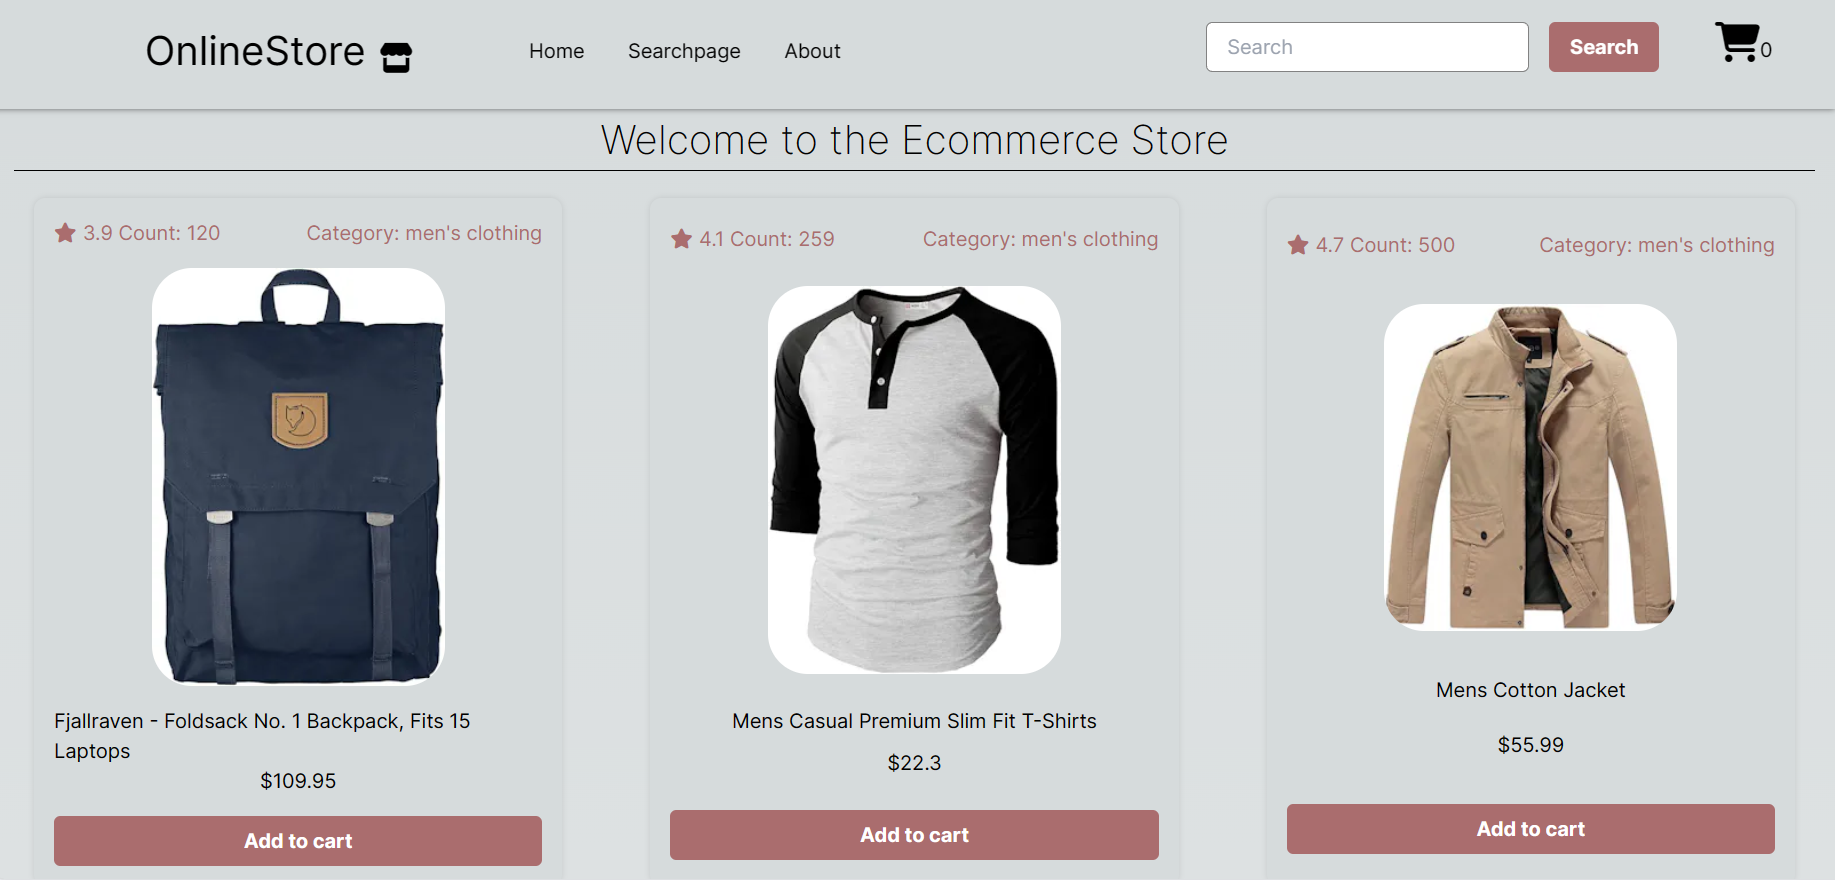 OnlineStore
Home
Searchpage
About
Search
Search
0
Welcome to the Ecommerce Store
3.9 Count: 120
Category: men's clothing
Fjallraven - Foldsack No. 1 Backpack, Fits 15
Laptops
$109.95
Add to cart
4.1 Count: 259
Category: men's clothing
Mens Casual Premium Slim Fit T-Shirts
$22.3
Add to cart
4.7 Count: 500
Category: men's clothing
Mens Cotton Jacket
$55.99
Add to cart